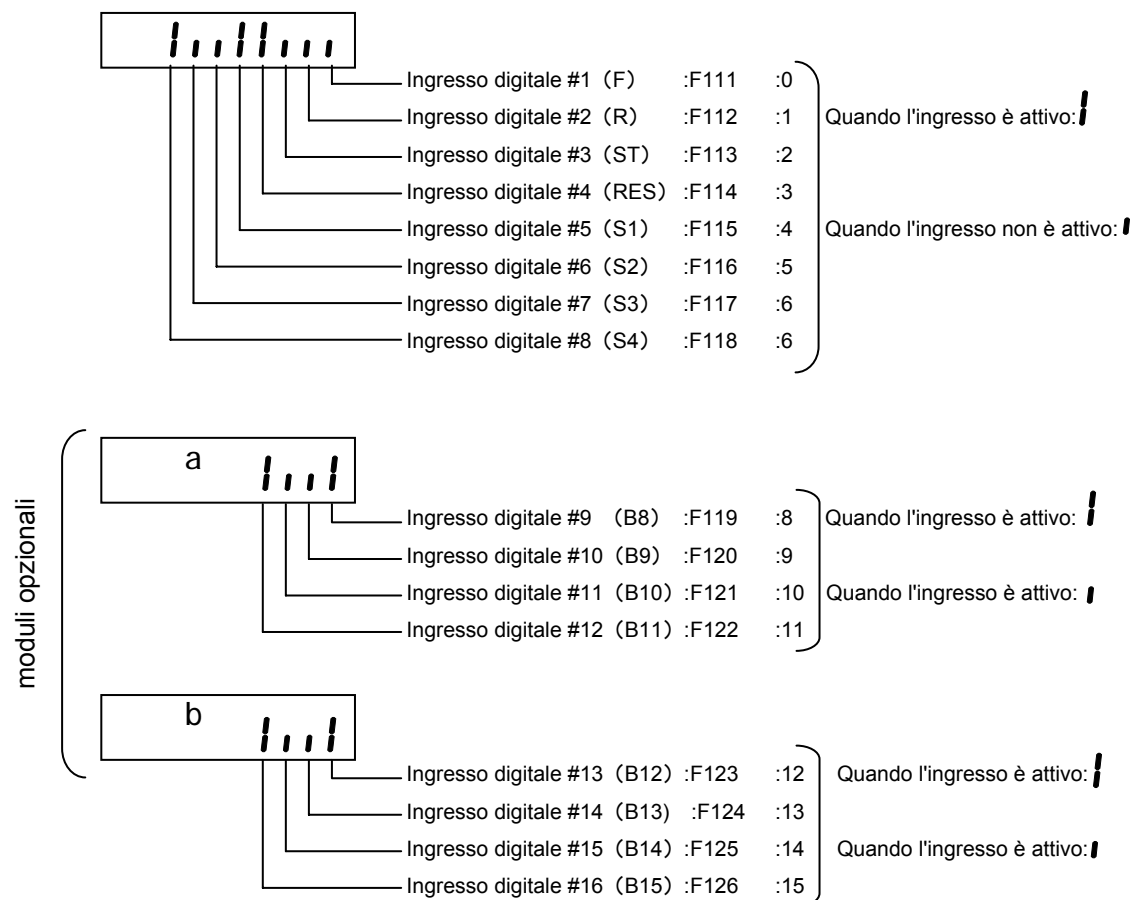 Ingresso digitale #1（F） :F111 :0
Ingresso digitale #2（R） :F112 :1 Quando l'ingresso è attivo:
Ingresso digitale #3（ST） :F113 :2
Ingresso digitale #4（RES） :F114 :3
Ingresso digitale #5（S1） :F115 :4 Quando l'ingresso non è attivo:
Ingresso digitale #6（S2） :F116 :5
Ingresso digitale #7（S3） :F117 :6
Ingresso digitale #8（S4） :F118 :6
moduli opzionali
a
Ingresso digitale #9 （B8） :F119 :8 Quando l'ingresso è attivo:
Ingresso digitale #10（B9） :F120 :9
Ingresso digitale #11（B10）:F121 :10 Quando l'ingresso è attivo:
Ingresso digitale #12（B11）:F122 :11
b
Ingresso digitale #13（B12）:F123 :12 Quando l'ingresso è attivo:
Ingresso digitale #14（B13) :F124 :13
Ingresso digitale #15（B14）:F125 :14 Quando l'ingresso è attivo:
Ingresso digitale #16（B15）:F126 :15